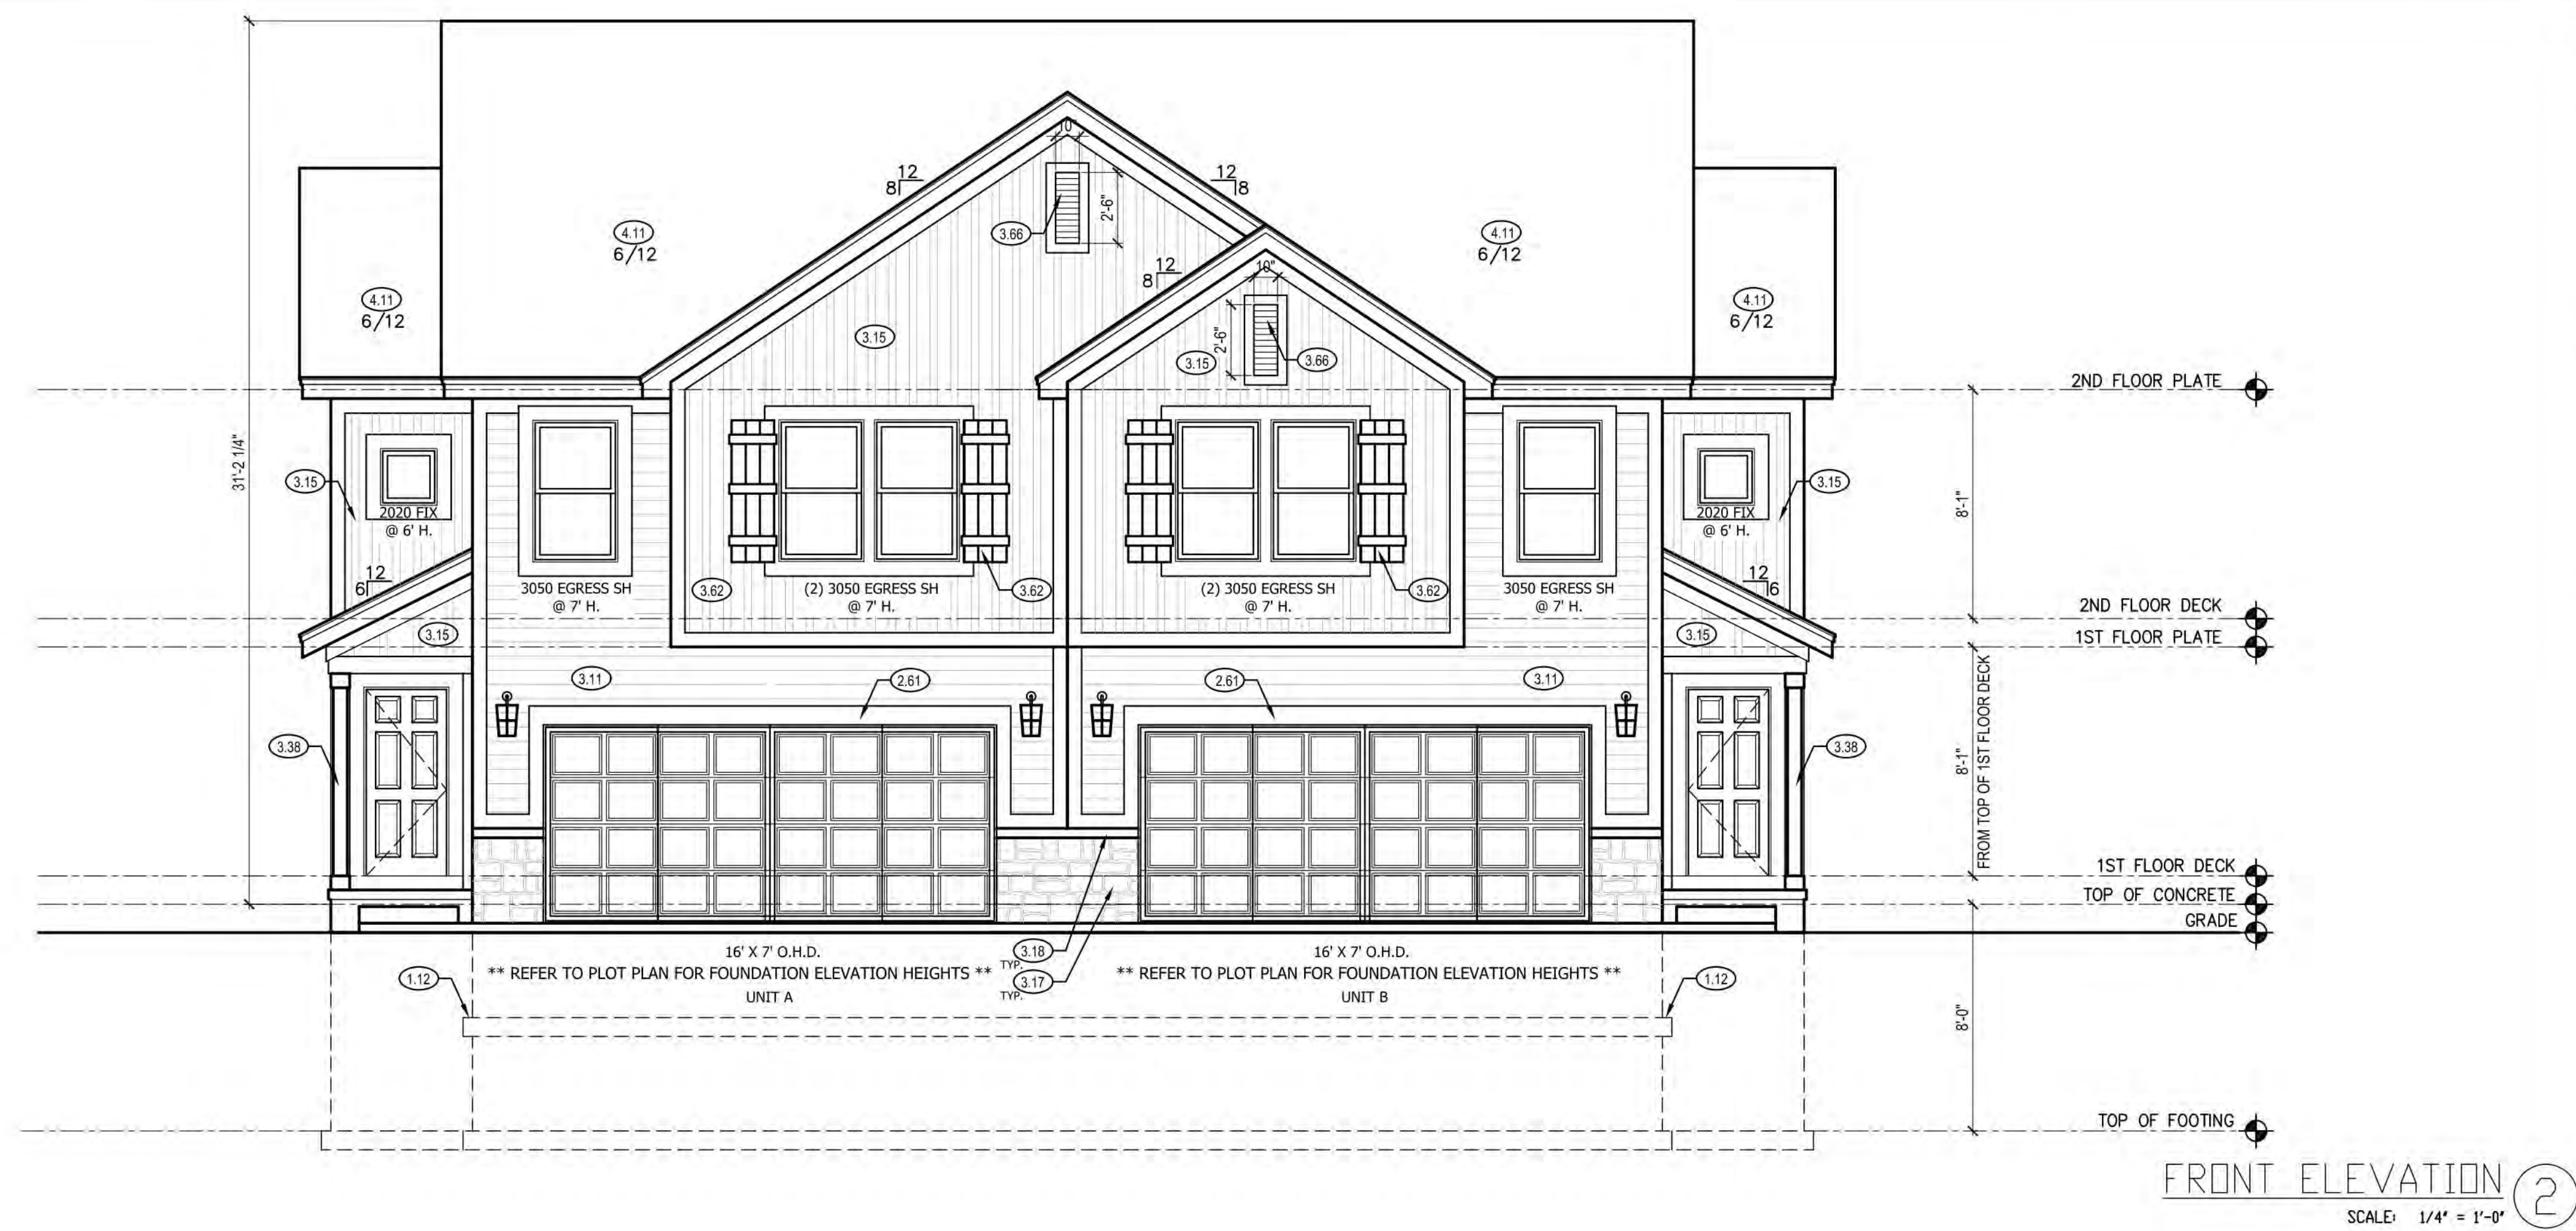 10"
12
8
12
8
3.66
2'-6"
4.11
6/12
4.11
6/12
12
8
10"
4.11
6/12
4.11
6/12
3.15
3.15
2'-6"
3.66
2ND FLOOR PLATE
31'-2 1/4"
3.15
2020 FIX
@ 6' H.
3.15
2020 FIX
@ 6' H.
8'-1"
12
6
3050 EGRESS SH
@ 7' H.
3.62
(2) 3050 EGRESS SH
@ 7' H.
3.62
(2) 3050 EGRESS SH
@ 7' H.
3.62
3050 EGRESS SH
@ 7' H.
12
6
2ND FLOOR DECK
3.15
3.15
1ST FLOOR PLATE
3.11
2.61
2.61
3.11
3.38
3.38
8'-1"
FROM TOP OF 1ST FLOOR DECK
1ST FLOOR DECK
TOP OF CONCRETE
GRADE
16' X 7' O.H.D.
** REFER TO PLOT PLAN FOR FOUNDATION ELEVATION HEIGHTS **
UNIT A
3.18
TYP.
3.17
TYP.
16' X 7' O.H.D.
** REFER TO PLOT PLAN FOR FOUNDATION ELEVATION HEIGHTS **
UNIT B
1.12
1.12
8'-0"
TOP OF FOOTING
FRONT ELEVATION
2
SCALE: 1/4" = 1'-0"